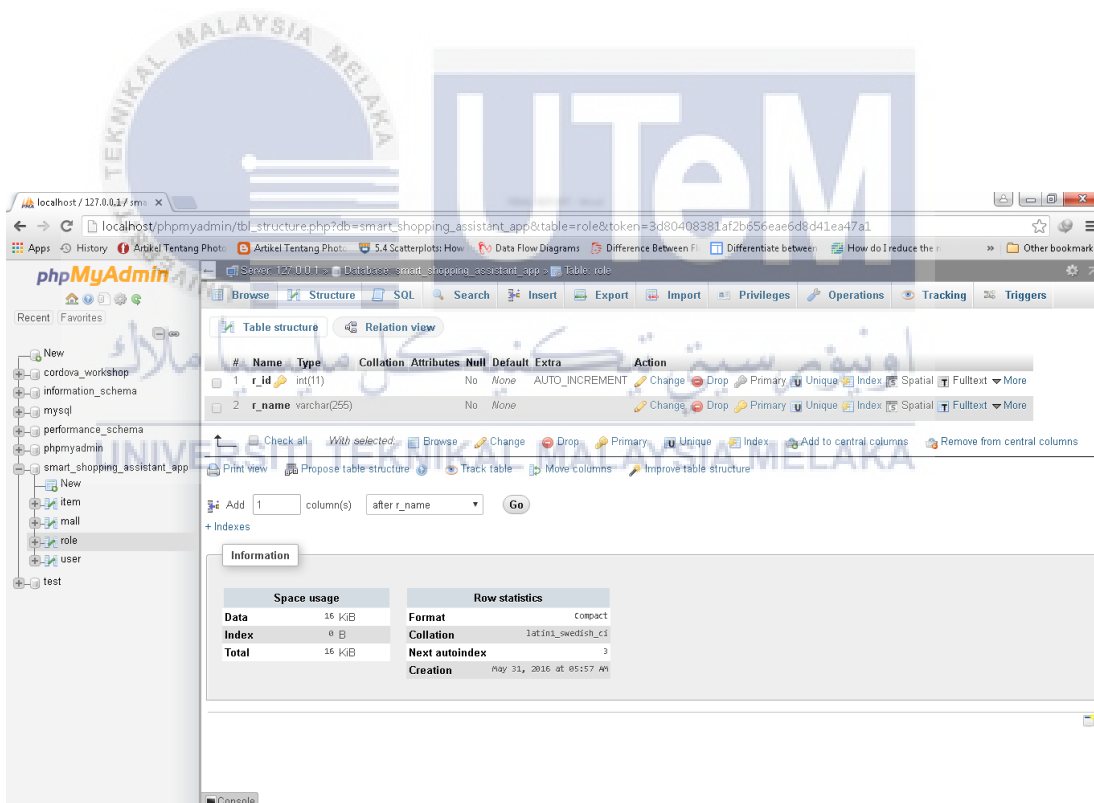 TEKNIKAL MALAYSIA MELAKA
UTeM
localhost / 127.0.0.1 / sma
localhost/phpmyadmin/tbl_structure.php?db=smart_shopping_assistant_app&table=role&token=3d80408381af2b656eae6d8d41ea47a1
Apps History Artikel Tentang Photo Artikel Tentang Photo 5.4 Scatterplots: How Data Flow Diagrams Difference Between Fl Differentiate between How do I reduce the n » Other bookmark
phpMyAdmin
Recent Favorites
New
cordova_workshop
information_schema
mysql
performance_schema
phpmyadmin
smart_shopping_assistant_app
New
item
mall
role
user
test
Server: 127.0.0.1 » Database: smart_shopping_assistant_app » Table: role
Browse Structure SQL Search Insert Export Import Privileges Operations Tracking Triggers
Table structure Relation view
اونيۏرسيتي تيكنيكل مليسيا ملاك
# Name Type Collation Attributes Null Default Extra Action
1 r_id int(11) No None AUTO_INCREMENT Change Drop Primary Unique Index Spatial Fulltext More
2 r_name varchar(255) No None Change Drop Primary Unique Index Spatial Fulltext More
Check all With selected: Browse Change Drop Primary Unique Index Add to central columns Remove from central columns
UNIVERSITI TEKNIKAL MALAYSIA MELAKA
Print view Propose table structure Track table Move columns Improve table structure
Add 1 column(s) after r_name Go
+ Indexes
Information
Space usage
Data 16 KiB
Index 0 B
Total 16 KiB
Row statistics
Format Compact
Collation latin1_swedish_ci
Next autoindex 3
Creation May 31, 2016 at 05:57 AM
Console